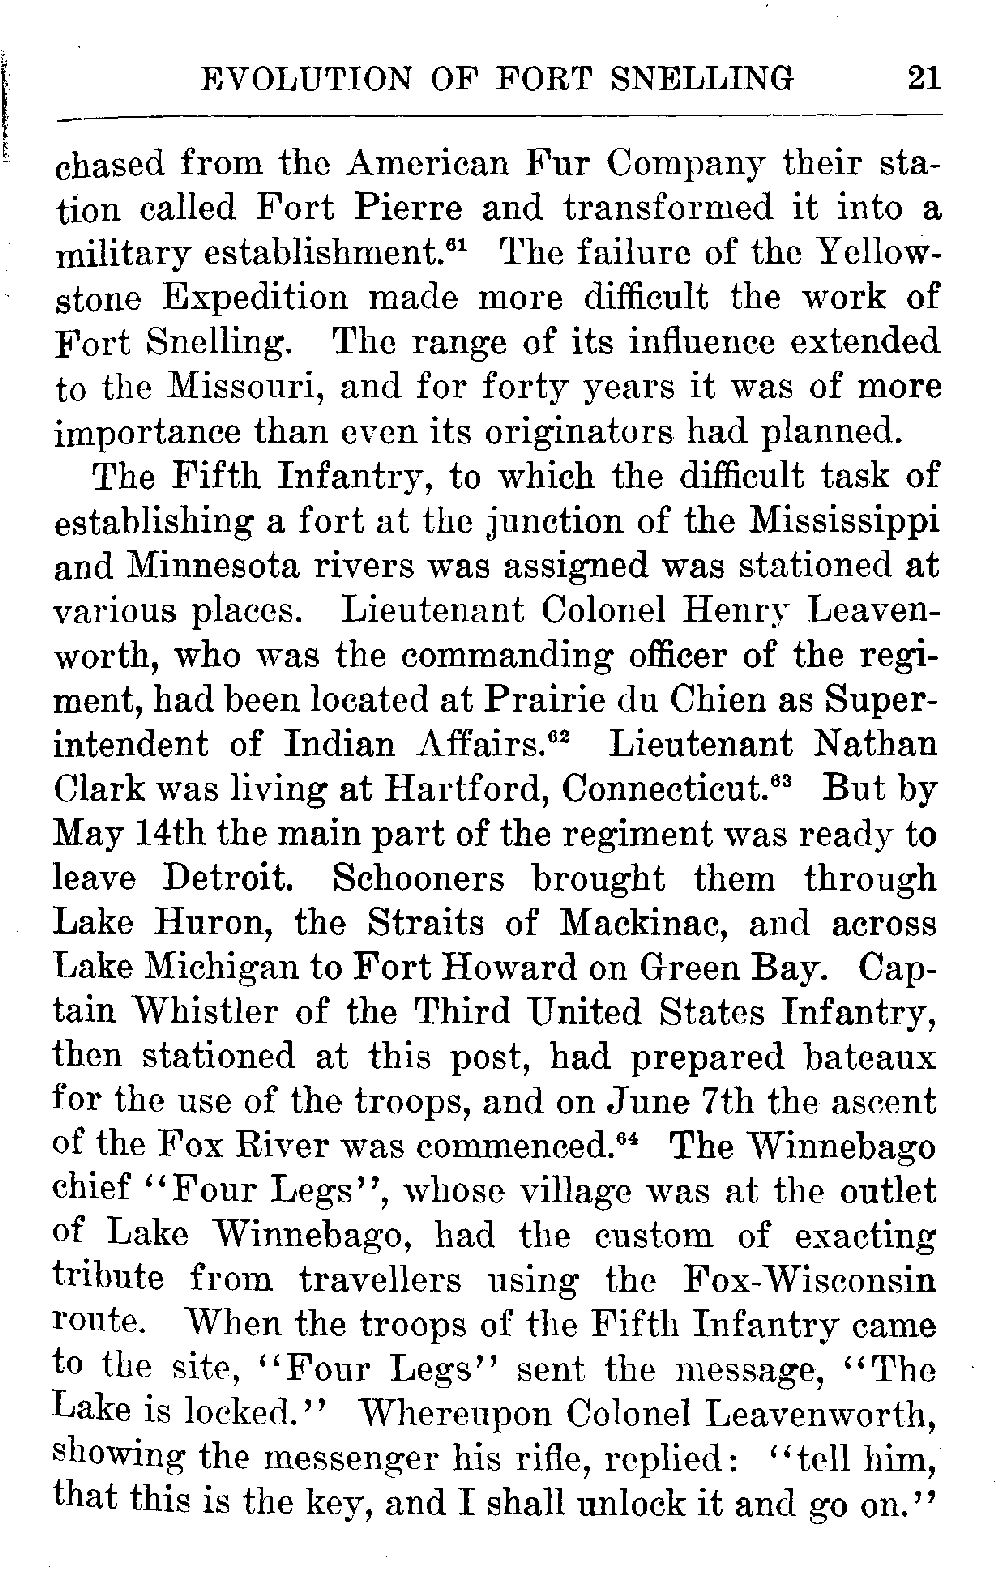 EVOLUTION OF FORT SNELLING 21
chased from the American Fur Company their sta-
tion called Fort Pierre and transformed it into a
military establishment.⁶¹ The failure of the Yellow-
stone Expedition made more difficult the work of
Fort Snelling. The range of its influence extended
to the Missouri, and for forty years it was of more
importance than even its originators had planned.
The Fifth Infantry, to which the difficult task of
establishing a fort at the junction of the Mississippi
and Minnesota rivers was assigned was stationed at
various places. Lieutenant Colonel Henry Leaven-
worth, who was the commanding officer of the regi-
ment, had been located at Prairie du Chien as Super-
intendent of Indian Affairs.⁶² Lieutenant Nathan
Clark was living at Hartford, Connecticut.⁶³ But by
May 14th the main part of the regiment was ready to
leave Detroit. Schooners brought them through
Lake Huron, the Straits of Mackinac, and across
Lake Michigan to Fort Howard on Green Bay. Cap-
tain Whistler of the Third United States Infantry,
then stationed at this post, had prepared bateaux
for the use of the troops, and on June 7th the ascent
of the Fox River was commenced.⁶⁴ The Winnebago
chief "Four Legs", whose village was at the outlet
of Lake Winnebago, had the custom of exacting
tribute from travellers using the Fox-Wisconsin
route. When the troops of the Fifth Infantry came
to the site, "Four Legs" sent the message, "The
Lake is locked." Whereupon Colonel Leavenworth,
showing the messenger his rifle, replied: "tell him,
that this is the key, and I shall unlock it and go on."